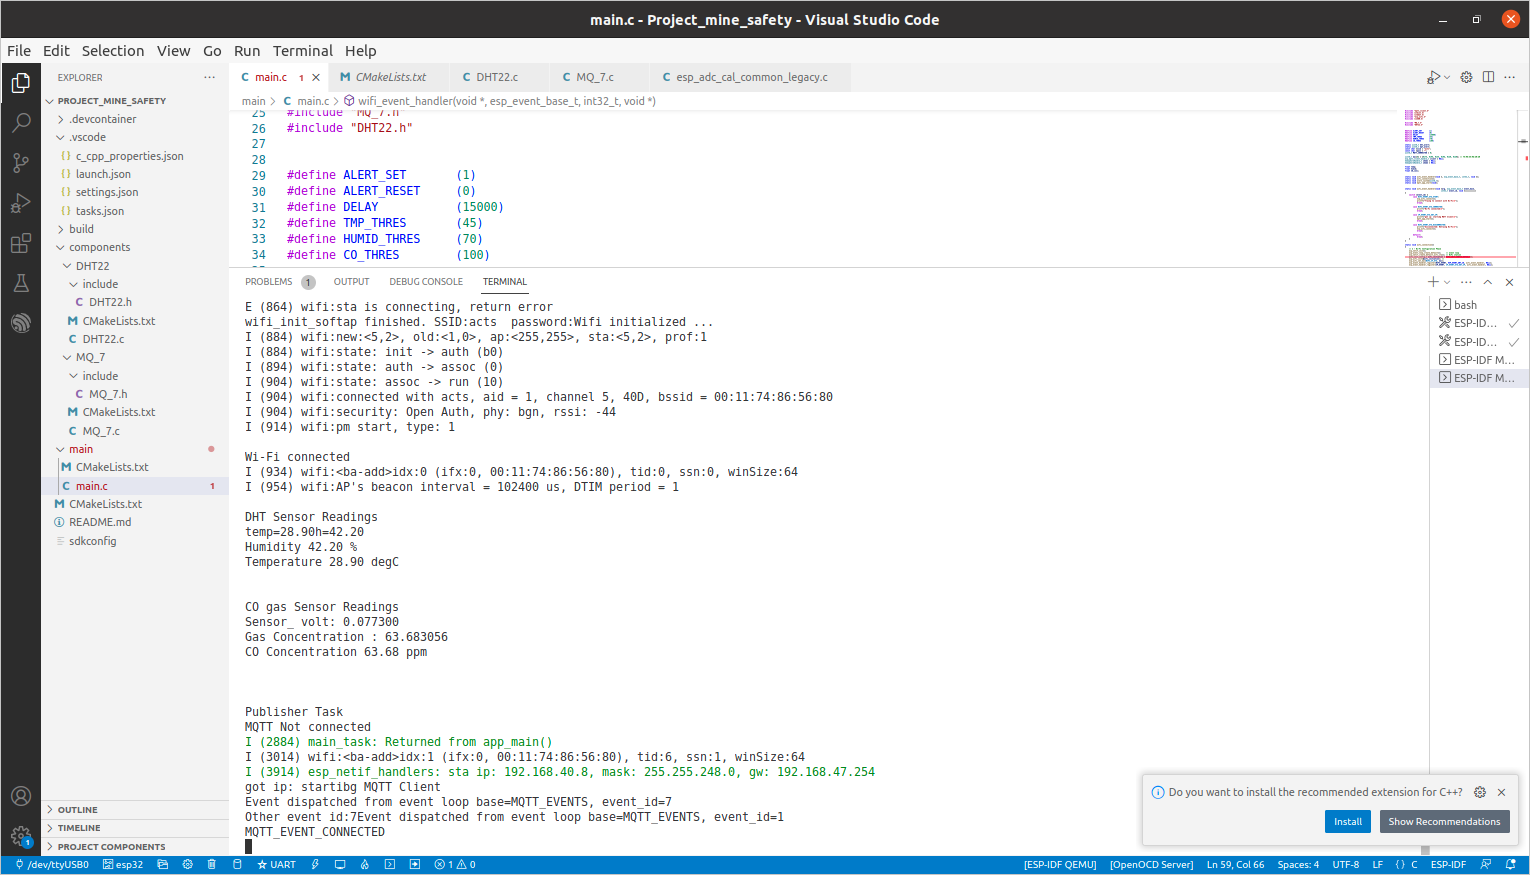 main.c - Project_mine_safety - Visual Studio Code
File Edit Selection View Go Run Terminal Help
EXPLORER
PROJECT_MINE_SAFETY
.devcontainer
.vscode
c_cpp_properties.json
launch.json
settings.json
tasks.json
build
components
DHT22
include
C DHT22.h
M CMakeLists.txt
C DHT22.c
MQ_7
include
C MQ_7.h
M CMakeLists.txt
C MQ_7.c
main
M CMakeLists.txt
C main.c 1
M CMakeLists.txt
README.md
sdkconfig
OUTLINE
TIMELINE
PROJECT COMPONENTS
1
C main.c 1 M CMakeLists.txt C DHT22.c C MQ_7.c C esp_adc_cal_common_legacy.c
main > C main.c > wifi_event_handler(void *, esp_event_base_t, int32_t, void *)
25 #include "MQ_7.h"
26 #include "DHT22.h"
27
28
29 #define ALERT_SET (1)
30 #define ALERT_RESET (0)
31 #define DELAY (15000)
32 #define TMP_THRES (45)
33 #define HUMID_THRES (70)
34 #define CO_THRES (100)
PROBLEMS 1 OUTPUT DEBUG CONSOLE TERMINAL
E (864) wifi:sta is connecting, return error
wifi_init_softap finished. SSID:acts  password:Wifi initialized ...
I (884) wifi:new:<5,2>, old:<1,0>, ap:<255,255>, sta:<5,2>, prof:1
I (884) wifi:state: init -> auth (b0)
I (894) wifi:state: auth -> assoc (0)
I (904) wifi:state: assoc -> run (10)
I (904) wifi:connected with acts, aid = 1, channel 5, 40D, bssid = 00:11:74:86:56:80
I (904) wifi:security: Open Auth, phy: bgn, rssi: -44
I (914) wifi:pm start, type: 1
Wi-Fi connected
I (934) wifi:<ba-add>idx:0 (ifx:0, 00:11:74:86:56:80), tid:0, ssn:0, winSize:64
I (954) wifi:AP's beacon interval = 102400 us, DTIM period = 1
DHT Sensor Readings
temp=28.90h=42.20
Humidity 42.20 %
Temperature 28.90 degC
CO gas Sensor Readings
Sensor_ volt: 0.077300
Gas Concentration : 63.683056
CO Concentration 63.68 ppm
Publisher Task
MQTT Not connected
I (2884) main_task: Returned from app_main()
I (3014) wifi:<ba-add>idx:1 (ifx:0, 00:11:74:86:56:80), tid:6, ssn:1, winSize:64
I (3914) esp_netif_handlers: sta ip: 192.168.40.8, mask: 255.255.248.0, gw: 192.168.47.254
got ip: startibg MQTT Client
Event dispatched from event loop base=MQTT_EVENTS, event_id=7
Other event id:7Event dispatched from event loop base=MQTT_EVENTS, event_id=1
MQTT_EVENT_CONNECTED
bash
ESP-ID...
ESP-ID...
ESP-IDF M...
ESP-IDF M...
Do you want to install the recommended extension for C++?
Install Show Recommendations
/dev/ttyUSB0 esp32 UART 1 0 [ESP-IDF QEMU] [OpenOCD Server] Ln 59, Col 66 Spaces: 4 UTF-8 LF {} C ESP-IDF